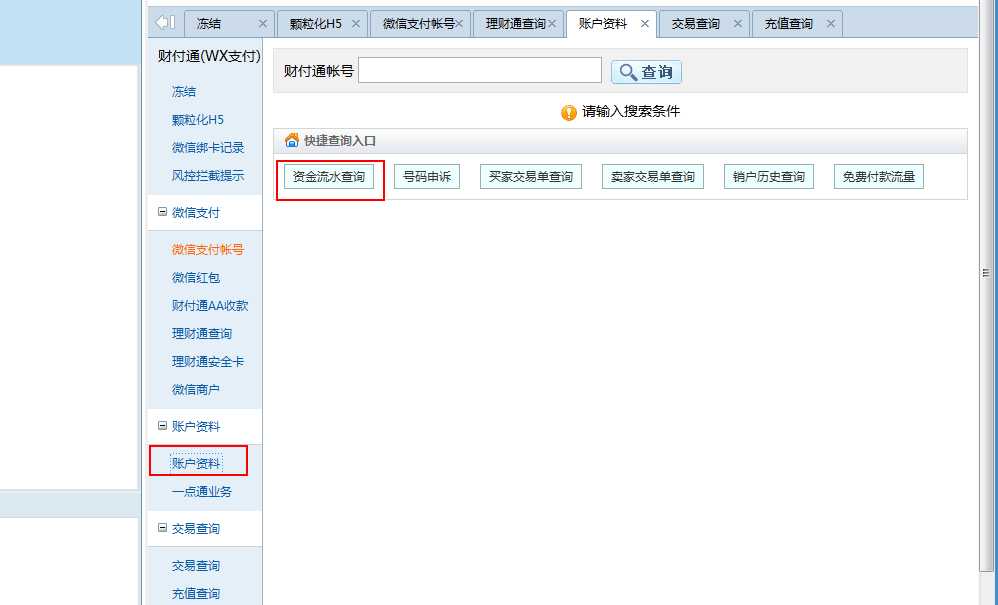 冻结
颗粒化H5
微信支付帐号
理财通查询
账户资料
交易查询
充值查询
财付通(WX支付)
冻结
颗粒化H5
微信绑卡记录
风控拦截提示
微信支付
微信支付帐号
微信红包
财付通AA收款
理财通查询
理财通安全卡
微信商户
账户资料
账户资料
一点通业务
交易查询
交易查询
充值查询
财付通帐号
查询
请输入搜索条件
快捷查询入口
资金流水查询
号码申诉
买家交易单查询
卖家交易单查询
销户历史查询
免费付款流量